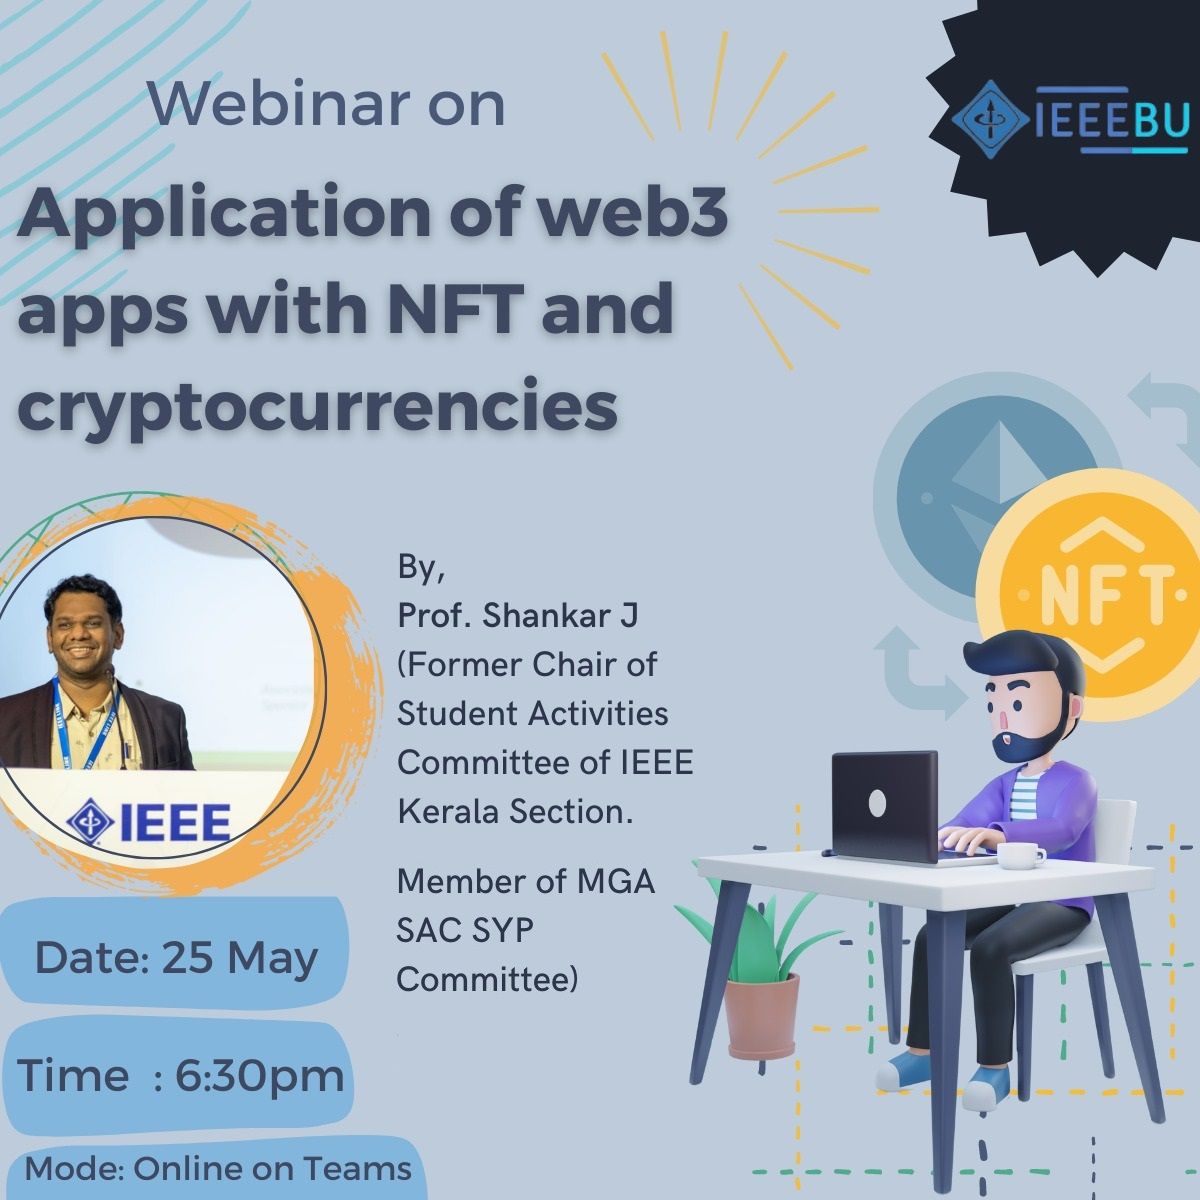 Webinar on
IEEEBU
Application of web3
apps with NFT and
cryptocurrencies
NFT
By,
Prof. Shankar J
(Former Chair of
Student Activities
Committee of IEEE
Kerala Section.
Member of MGA
SAC SYP
Committee)
IEEE
Date: 25 May
Time : 6:30pm
Mode: Online on Teams